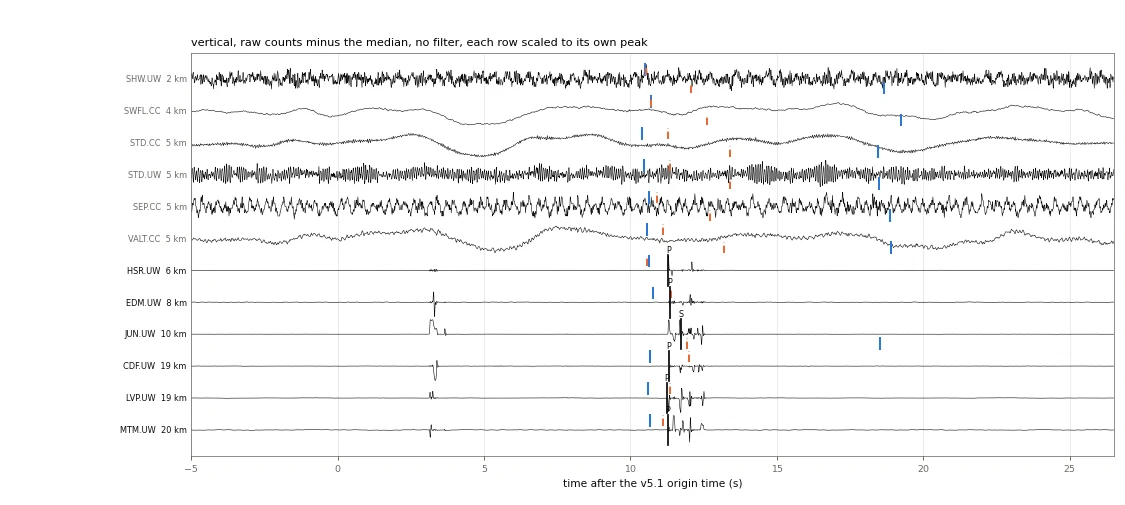 vertical, raw counts minus the median, no filter, each row scaled to its own peak
SHW.UW 2 km
SWFL.CC 4 km
STD.CC 5 km
STD.UW 5 km
SEP.CC 5 km
VALT.CC 5 km
P
HSR.UW 6 km
P
EDM.UW 8 km
S
JUN.UW 10 km
P
CDF.UW 19 km
P
LVP.UW 19 km
MTM.UW 20 km
−5 0 5 10 15 20 25
time after the v5.1 origin time (s)